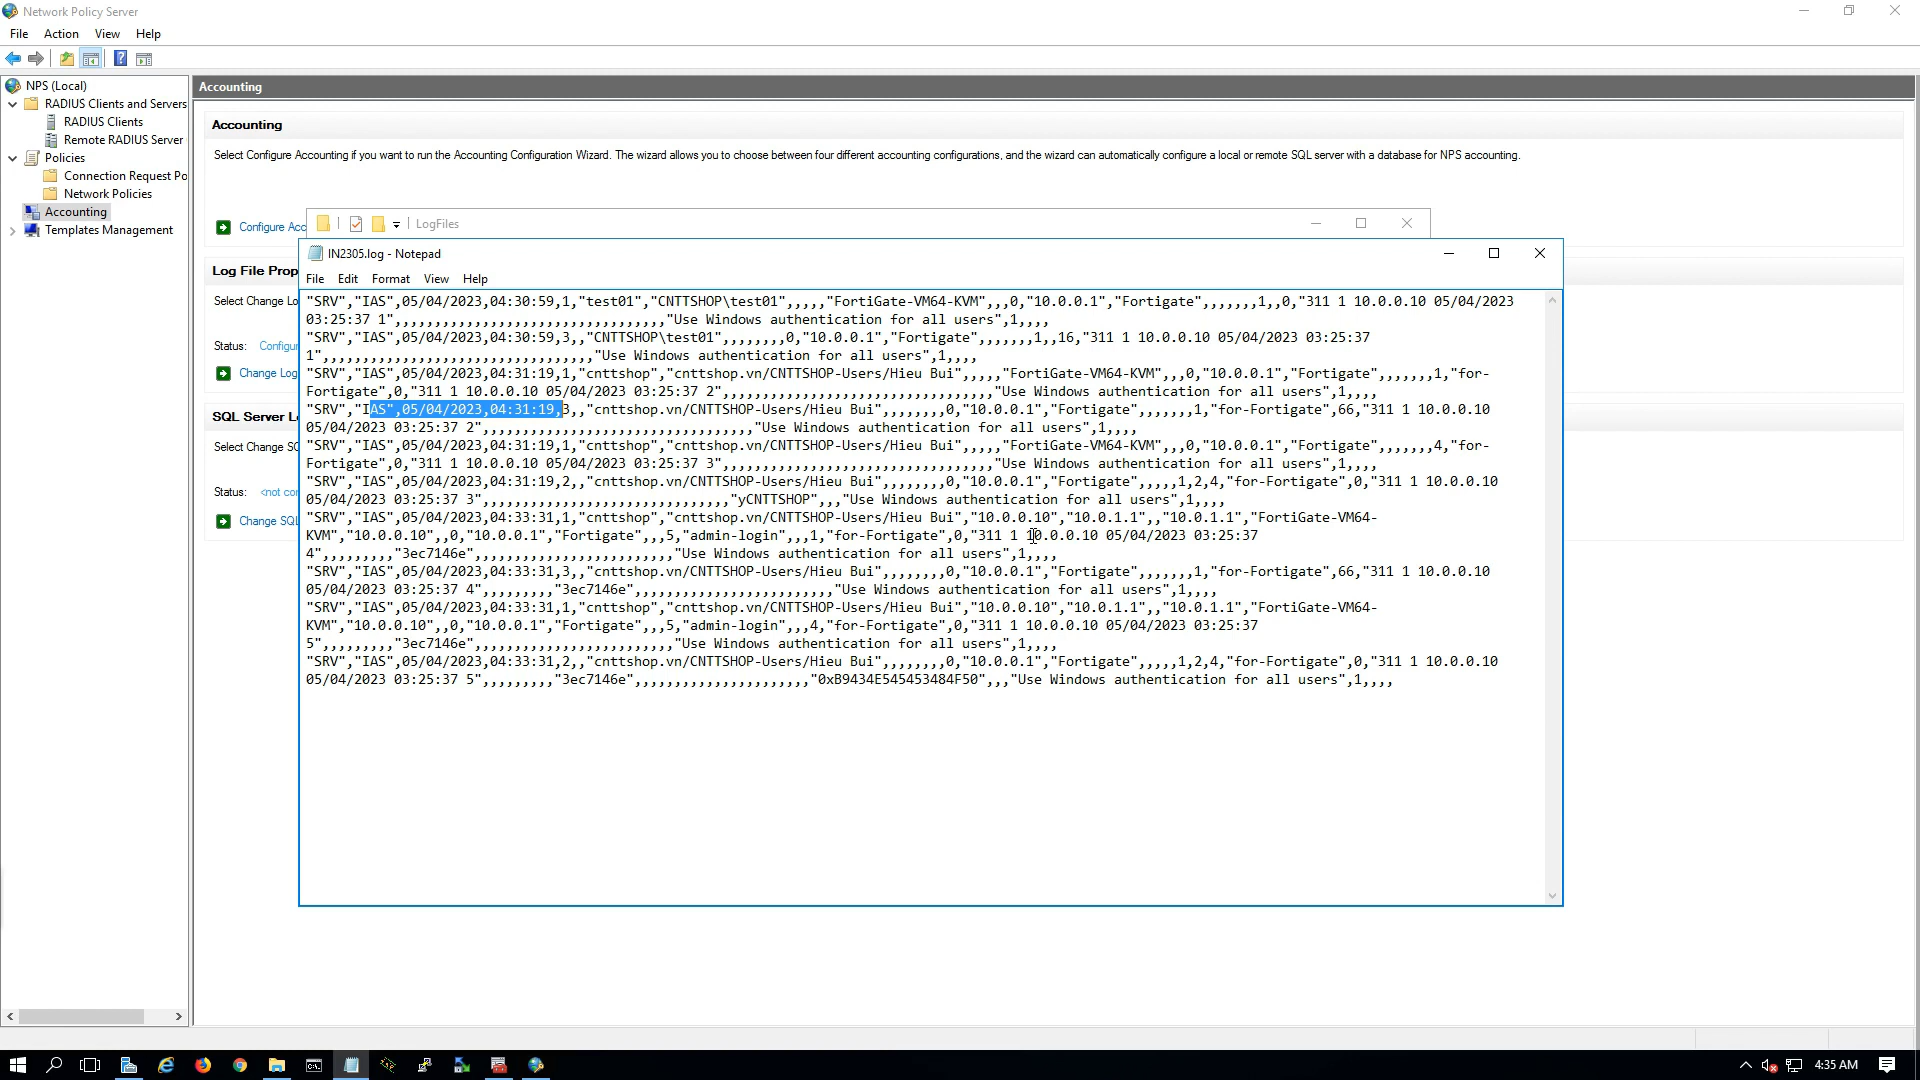 Network Policy Server
File Action View Help
NPS (Local)
RADIUS Clients and Servers
RADIUS Clients
Remote RADIUS Server
Policies
Connection Request Po
Network Policies
Accounting
Templates Management
Accounting
Accounting
Select Configure Accounting if you want to run the Accounting Configuration Wizard. The wizard allows you to choose between four different accounting configurations, and the wizard can automatically configure a local or remote SQL server with a database for NPS accounting.
Configure Acc
Log File Prop
Select Change Lo
Status: Configur
Change Log
SQL Server Lo
Select Change SQ
Status: <not con
Change SQL
LogFiles
IN2305.log - Notepad
File Edit Format View Help
"SRV","IAS",05/04/2023,04:30:59,1,"test01","CNTTSHOP\test01",,,,,"FortiGate-VM64-KVM",,,0,"10.0.0.1","Fortigate",,,,,,,1,,0,"311 1 10.0.0.10 05/04/2023
03:25:37 1",,,,,,,,,,,,,,,,,,,,,,,,,,,,,,,,,,"Use Windows authentication for all users",1,,,,
"SRV","IAS",05/04/2023,04:30:59,3,,"CNTTSHOP\test01",,,,,,,,0,"10.0.0.1","Fortigate",,,,,,,1,,16,"311 1 10.0.0.10 05/04/2023 03:25:37
1",,,,,,,,,,,,,,,,,,,,,,,,,,,,,,,,,,"Use Windows authentication for all users",1,,,,
"SRV","IAS",05/04/2023,04:31:19,1,"cnttshop","cnttshop.vn/CNTTSHOP-Users/Hieu Bui",,,,,"FortiGate-VM64-KVM",,,0,"10.0.0.1","Fortigate",,,,,,,1,"for-
Fortigate",0,"311 1 10.0.0.10 05/04/2023 03:25:37 2",,,,,,,,,,,,,,,,,,,,,,,,,,,,,,,,,,"Use Windows authentication for all users",1,,,,
"SRV","IAS",05/04/2023,04:31:19,3,,"cnttshop.vn/CNTTSHOP-Users/Hieu Bui",,,,,,,,0,"10.0.0.1","Fortigate",,,,,,,1,"for-Fortigate",66,"311 1 10.0.0.10
05/04/2023 03:25:37 2",,,,,,,,,,,,,,,,,,,,,,,,,,,,,,,,,,"Use Windows authentication for all users",1,,,,
"SRV","IAS",05/04/2023,04:31:19,1,"cnttshop","cnttshop.vn/CNTTSHOP-Users/Hieu Bui",,,,,"FortiGate-VM64-KVM",,,0,"10.0.0.1","Fortigate",,,,,,,4,"for-
Fortigate",0,"311 1 10.0.0.10 05/04/2023 03:25:37 3",,,,,,,,,,,,,,,,,,,,,,,,,,,,,,,,,,"Use Windows authentication for all users",1,,,,
"SRV","IAS",05/04/2023,04:31:19,2,,"cnttshop.vn/CNTTSHOP-Users/Hieu Bui",,,,,,,,0,"10.0.0.1","Fortigate",,,,,1,2,4,"for-Fortigate",0,"311 1 10.0.0.10
05/04/2023 03:25:37 3",,,,,,,,,,,,,,,,,,,,,,,,,,,,,,,"yCNTTSHOP",,,"Use Windows authentication for all users",1,,,,
"SRV","IAS",05/04/2023,04:33:31,1,"cnttshop","cnttshop.vn/CNTTSHOP-Users/Hieu Bui","10.0.0.10","10.0.1.1",,"10.0.1.1","FortiGate-VM64-
KVM","10.0.0.10",,0,"10.0.0.1","Fortigate",,,5,"admin-login",,,1,"for-Fortigate",0,"311 1 10.0.0.10 05/04/2023 03:25:37
4",,,,,,,,,"3ec7146e",,,,,,,,,,,,,,,,,,,,,,,,,"Use Windows authentication for all users",1,,,,
"SRV","IAS",05/04/2023,04:33:31,3,,"cnttshop.vn/CNTTSHOP-Users/Hieu Bui",,,,,,,,0,"10.0.0.1","Fortigate",,,,,,,1,"for-Fortigate",66,"311 1 10.0.0.10
05/04/2023 03:25:37 4",,,,,,,,,"3ec7146e",,,,,,,,,,,,,,,,,,,,,,,,,"Use Windows authentication for all users",1,,,,
"SRV","IAS",05/04/2023,04:33:31,1,"cnttshop","cnttshop.vn/CNTTSHOP-Users/Hieu Bui","10.0.0.10","10.0.1.1",,"10.0.1.1","FortiGate-VM64-
KVM","10.0.0.10",,0,"10.0.0.1","Fortigate",,,5,"admin-login",,,4,"for-Fortigate",0,"311 1 10.0.0.10 05/04/2023 03:25:37
5",,,,,,,,,"3ec7146e",,,,,,,,,,,,,,,,,,,,,,,,,"Use Windows authentication for all users",1,,,,
"SRV","IAS",05/04/2023,04:33:31,2,,"cnttshop.vn/CNTTSHOP-Users/Hieu Bui",,,,,,,,0,"10.0.0.1","Fortigate",,,,,1,2,4,"for-Fortigate",0,"311 1 10.0.0.10
05/04/2023 03:25:37 5",,,,,,,,,"3ec7146e",,,,,,,,,,,,,,,,,,,,,,"0xB9434E545453484F50",,,"Use Windows authentication for all users",1,,,,
4:35 AM